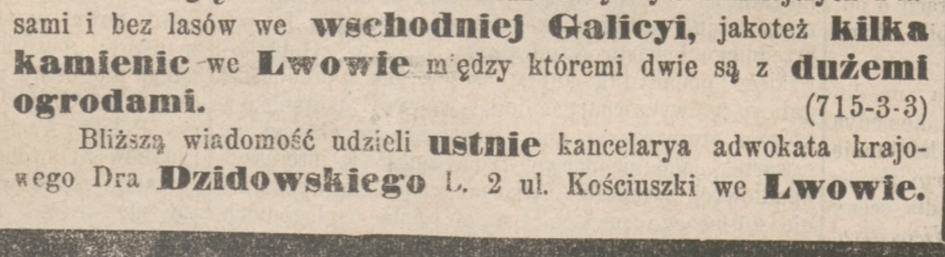 sami i bez lasów we wschodniej Galicyi, jakoteż kilka
kamienic we Lwowie między któremi dwie są z dużemi
ogrodami. (715-3-3)
Bliższą wiadomość udzieli ustnie kancelarya adwokata krajo-
wego Dra Dzidowskiego L. 2 ul. Kościuszki we Lwowie.